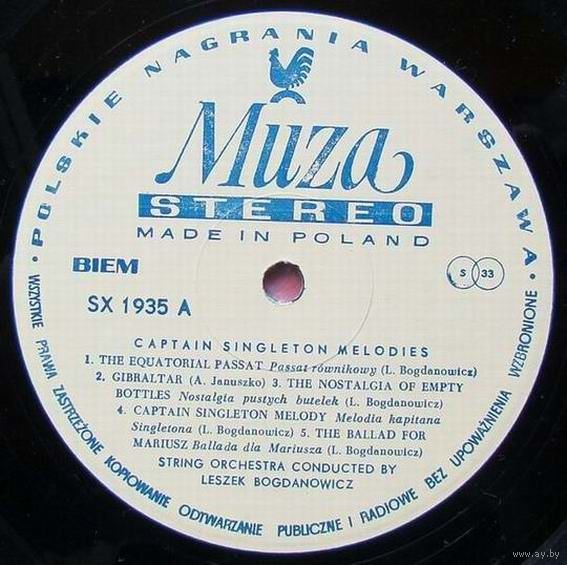 • POLSKIE NAGRANIA WARSZAWA •
Muza
STEREO
MADE IN POLAND
BIEM
S 33
SX 1935 A
CAPTAIN SINGLETON MELODIES
1. THE EQUATORIAL PASSAT Passat równikowy (L. Bogdanowicz)
2. GIBRALTAR (A. Januszko) 3. THE NOSTALGIA OF EMPTY
BOTTLES Nostalgia pustych butelek (L. Bogdanowicz)
4. CAPTAIN SINGLETON MELODY Melodia kapitana
Singletona (L. Bogdanowicz) 5. THE BALLAD FOR
MARIUSZ Ballada dla Mariusza (L. Bogdanowicz)
STRING ORCHESTRA CONDUCTED BY
LESZEK BOGDANOWICZ
WSZYSTKIE PRAWA ZASTRZEŻONE KOPIOWANIE ODTWARZANIE PUBLICZNE I RADIOWE BEZ UPOWAŻNIENIA WZBRONIONE
www.ay.by